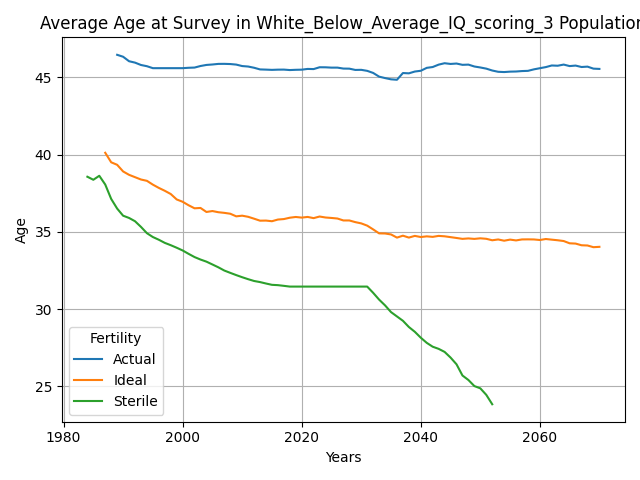 Average Age at Survey in White_Below_Average_IQ_scoring_3 Population
45
40
35
30
25
Age
Fertility
Actual
Ideal
Sterile
1980
2000
2020
2040
2060
Years